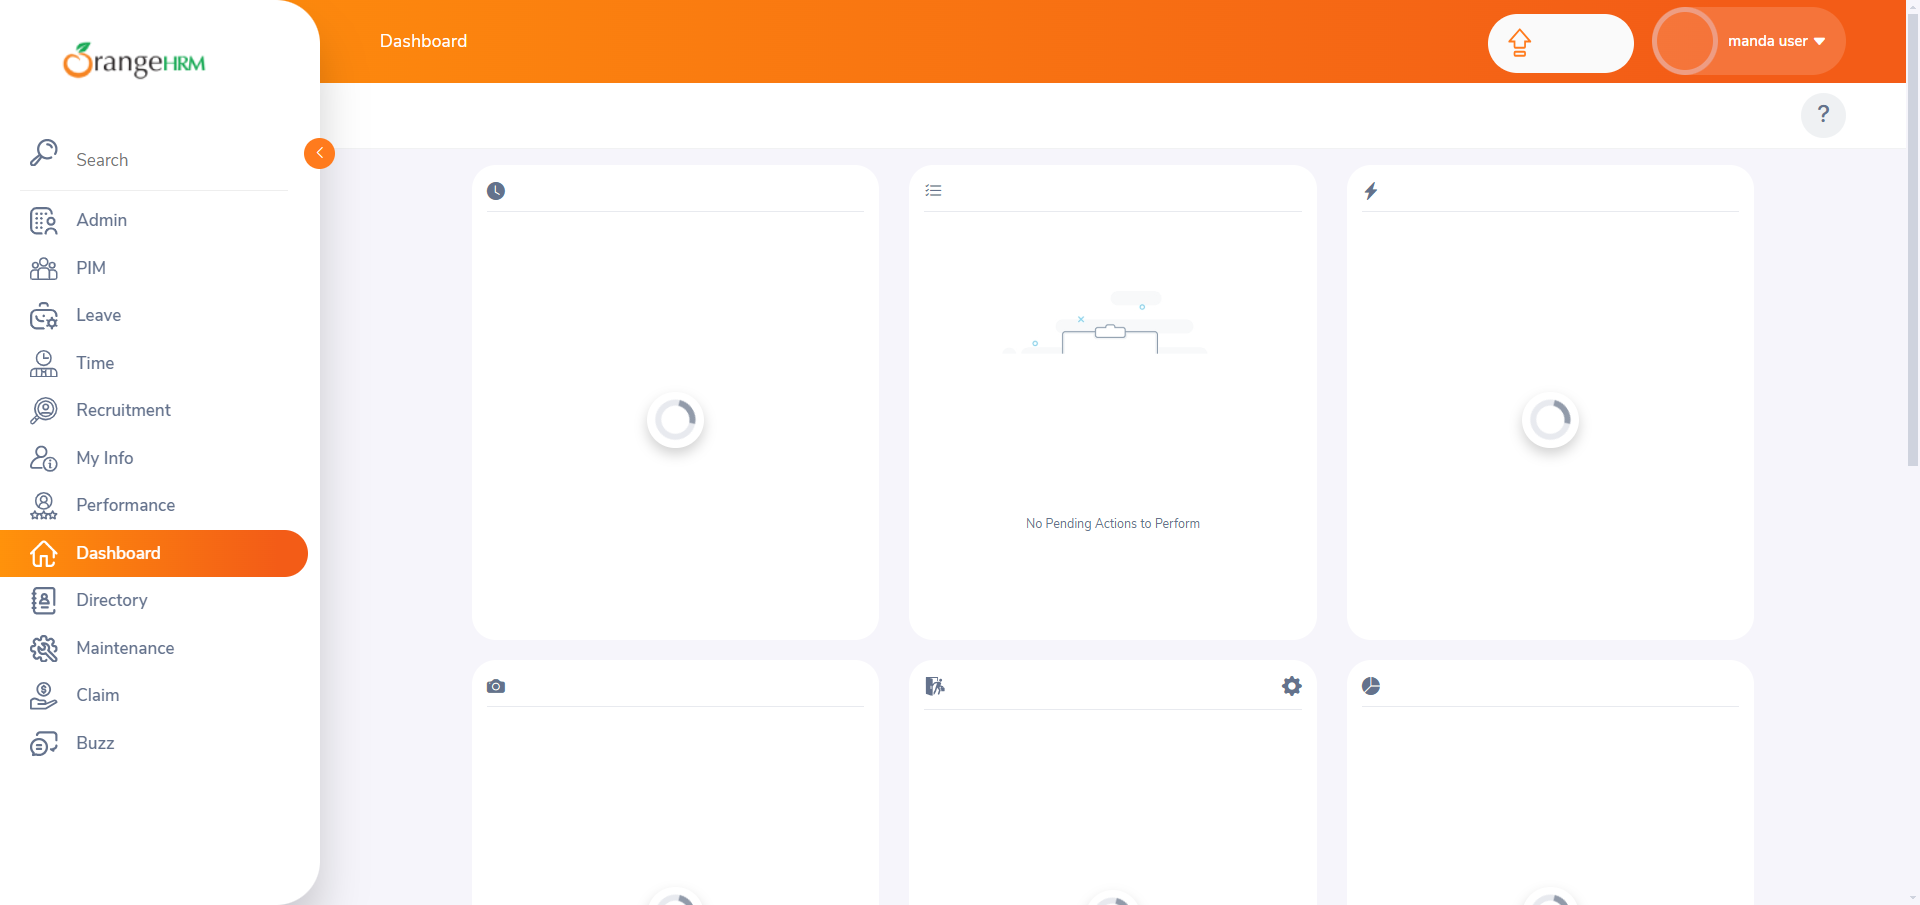 OrangeHRM
Dashboard
manda user
?
Search
Admin
PIM
Leave
Time
Recruitment
My Info
Performance
Dashboard
Directory
Maintenance
Claim
Buzz
No Pending Actions to Perform